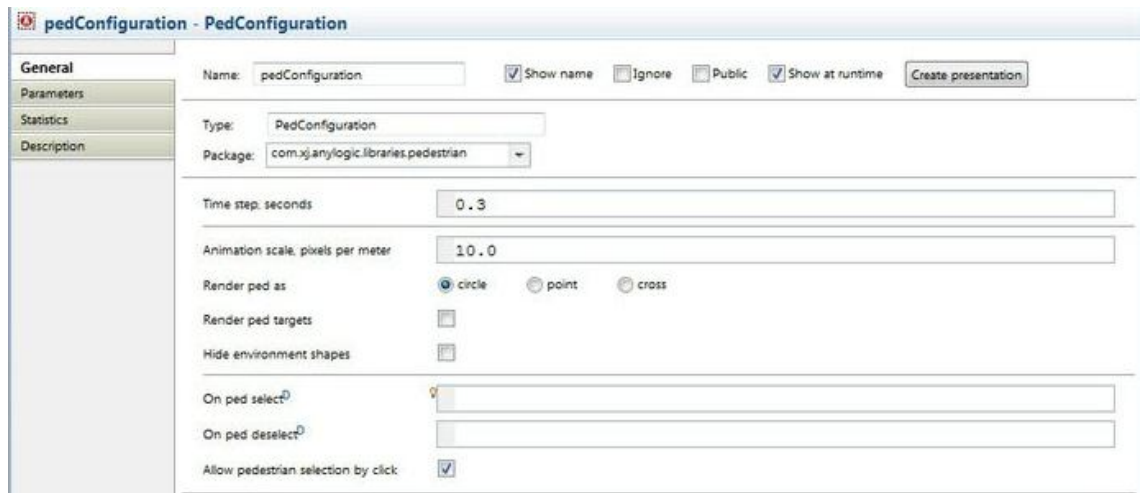 pedConfiguration - PedConfiguration
General
Parameters
Statistics
Description
Name: pedConfiguration Show name Ignore Public Show at runtime Create presentation
Type: PedConfiguration
Package: com.xj.anylogic.libraries.pedestrian
Time step, seconds 0.3
Animation scale, pixels per meter 10.0
Render ped as circle point cross
Render ped targets
Hide environment shapes
On ped select
On ped deselect
Allow pedestrian selection by click